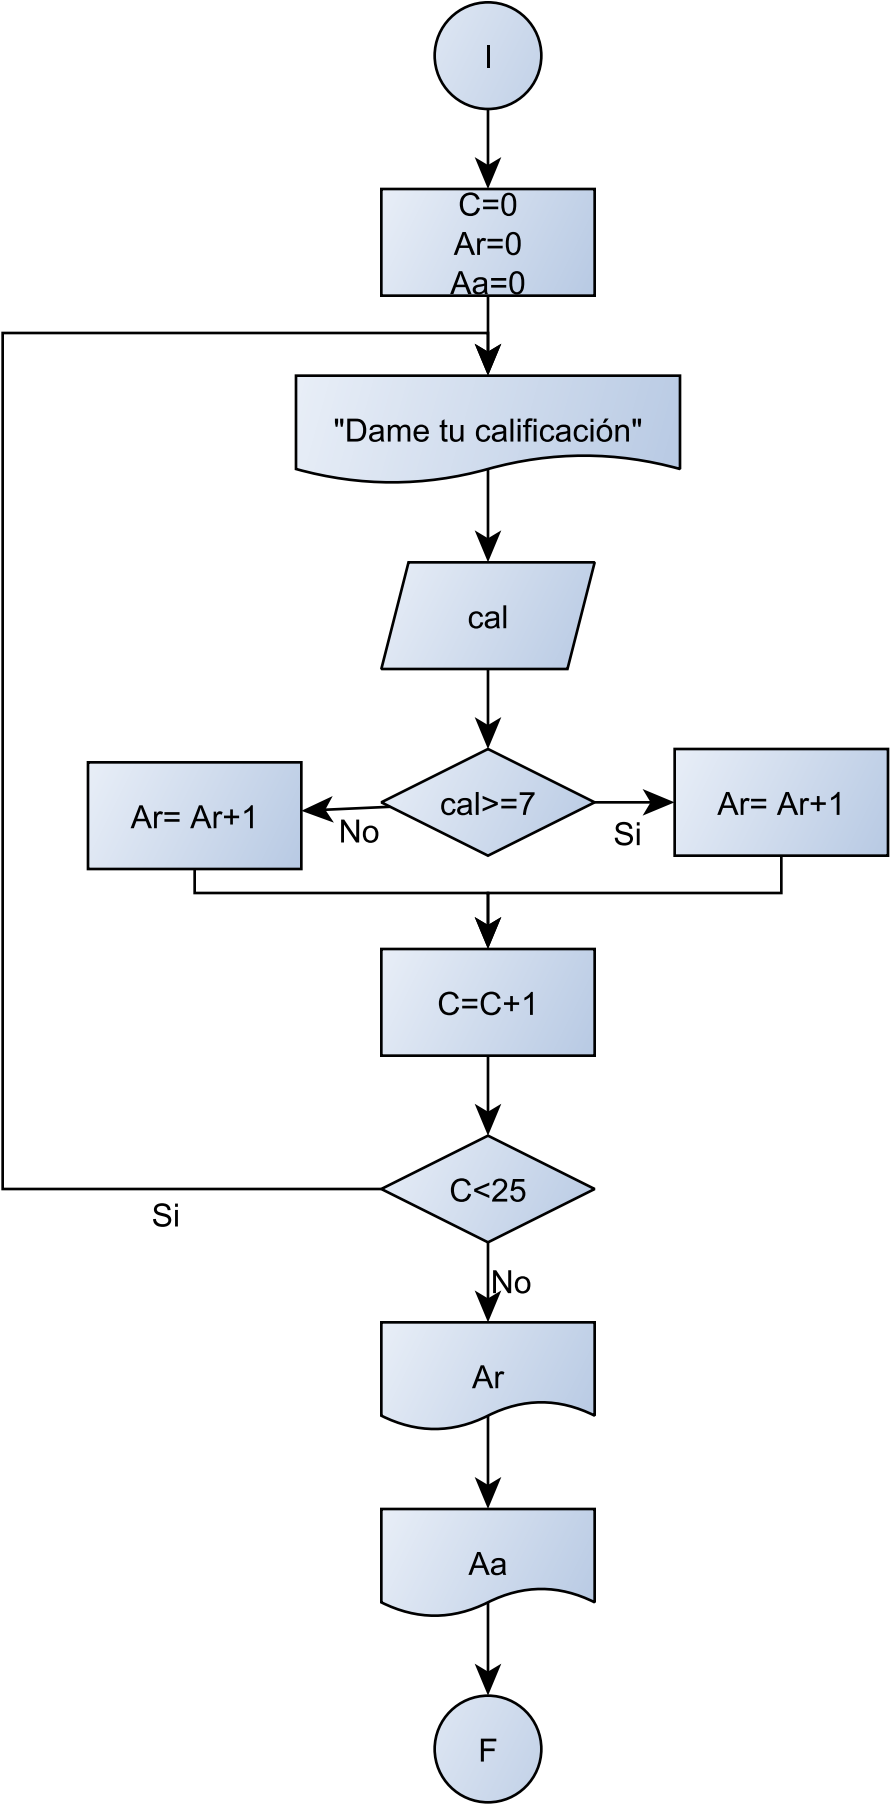 I
C=0
Ar=0
Aa=0
"Dame tu calificación"
cal
Ar= Ar+1
No
cal>=7
Si
Ar= Ar+1
C=C+1
C<25
Si
No
Ar
Aa
F